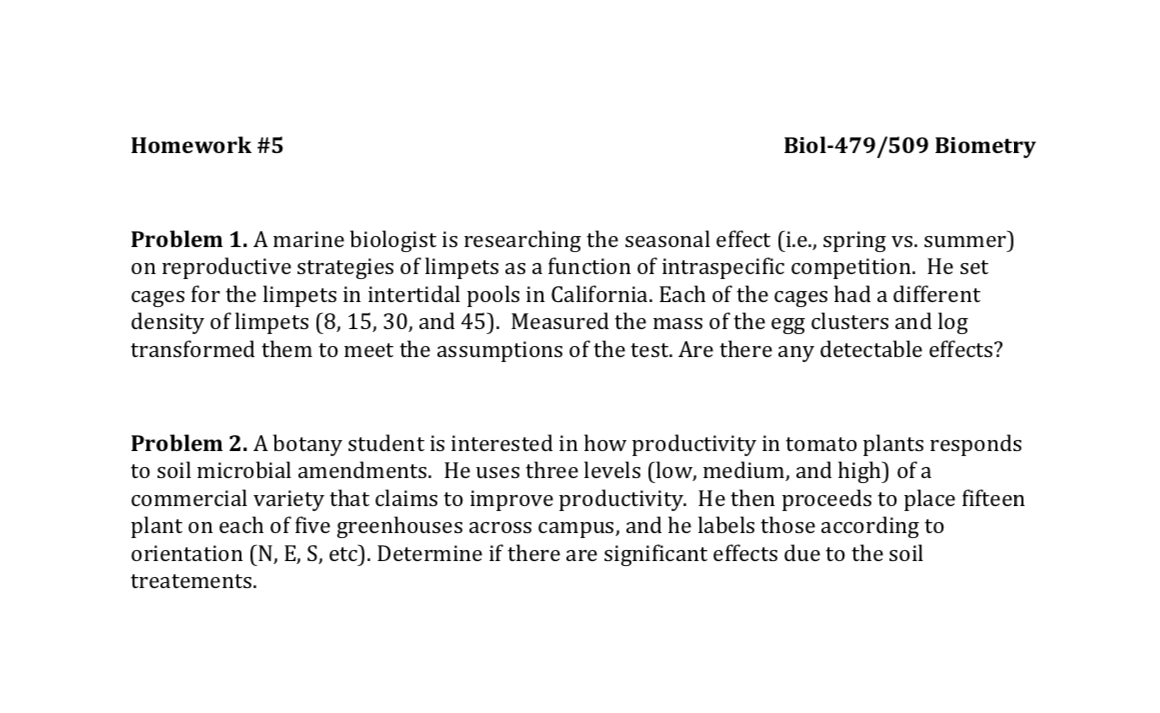 Homework #5 Biol-479/509 Biometry
Problem 1. A marine biologist is researching the seasonal effect (i.e., spring vs. summer)
on reproductive strategies of limpets as a function of intraspecific competition.  He set
cages for the limpets in intertidal pools in California. Each of the cages had a different
density of limpets (8, 15, 30, and 45).  Measured the mass of the egg clusters and log
transformed them to meet the assumptions of the test. Are there any detectable effects?
Problem 2. A botany student is interested in how productivity in tomato plants responds
to soil microbial amendments.  He uses three levels (low, medium, and high) of a
commercial variety that claims to improve productivity.  He then proceeds to place fifteen
plant on each of five greenhouses across campus, and he labels those according to
orientation (N, E, S, etc). Determine if there are significant effects due to the soil
treatements.